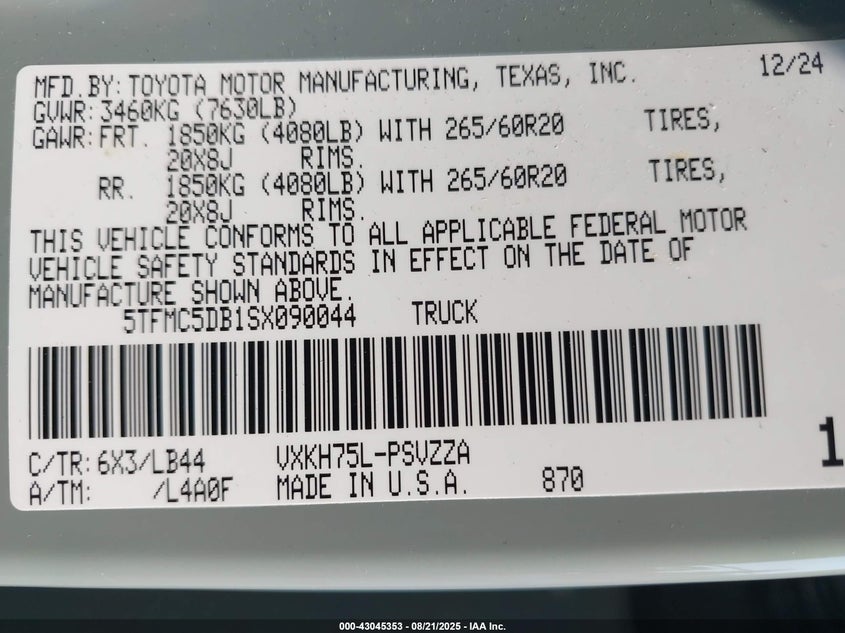 MFD.BY:TOYOTA MOTOR MANUFACTURING, TEXAS, INC. 12/24
GVWR:3460KG (7630LB)
GAWR:FRT. 1850KG (4080LB) WITH 265/60R20 TIRES,
20X8J RIMS.
RR. 1850KG (4080LB) WITH 265/60R20 TIRES,
20X8J RIMS.
THIS VEHICLE CONFORMS TO ALL APPLICABLE FEDERAL MOTOR
VEHICLE SAFETY STANDARDS IN EFFECT ON THE DATE OF
MANUFACTURE SHOWN ABOVE.
5TFMC5DB1SX090044 TRUCK
C/TR:6X3/LB44 VXKH75L-PSVZZA 1
A/TM: /L4A0F MADE IN U.S.A. 870
000-43045353 - 08/21/2025 - IAA Inc.